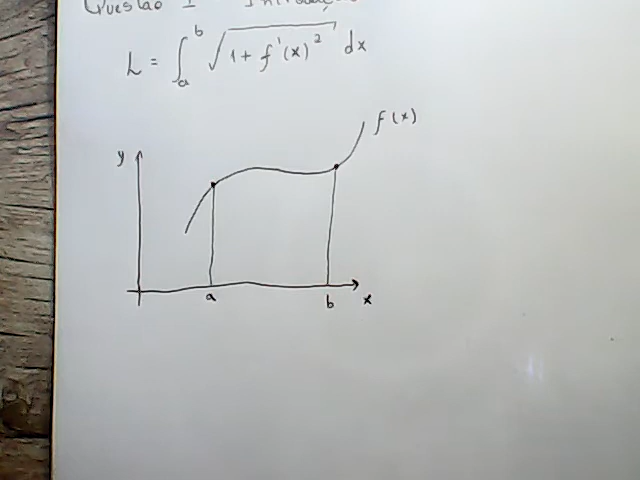 L = ∫_a^b √(1 + f'(x)²) dx
f(x)
y
a b x